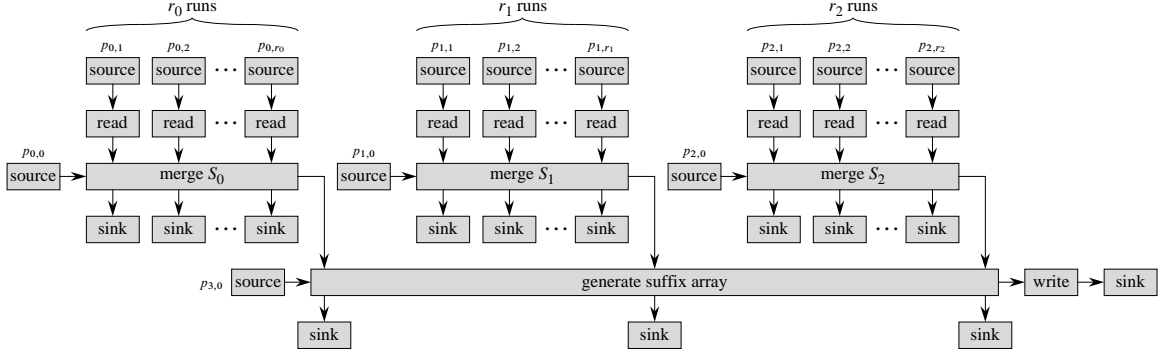 r0 runs r1 runs r2 runs
p0,1 p0,2 p0,r0 p1,1 p1,2 p1,r1 p2,1 p2,2 p2,r2
source source ··· source source source ··· source source source ··· source
read read ··· read read read ··· read read read ··· read
p0,0 p1,0 p2,0
source merge S0 source merge S1 source merge S2
sink sink ··· sink sink sink ··· sink sink sink ··· sink
p3,0 source generate suffix array write sink
sink sink sink